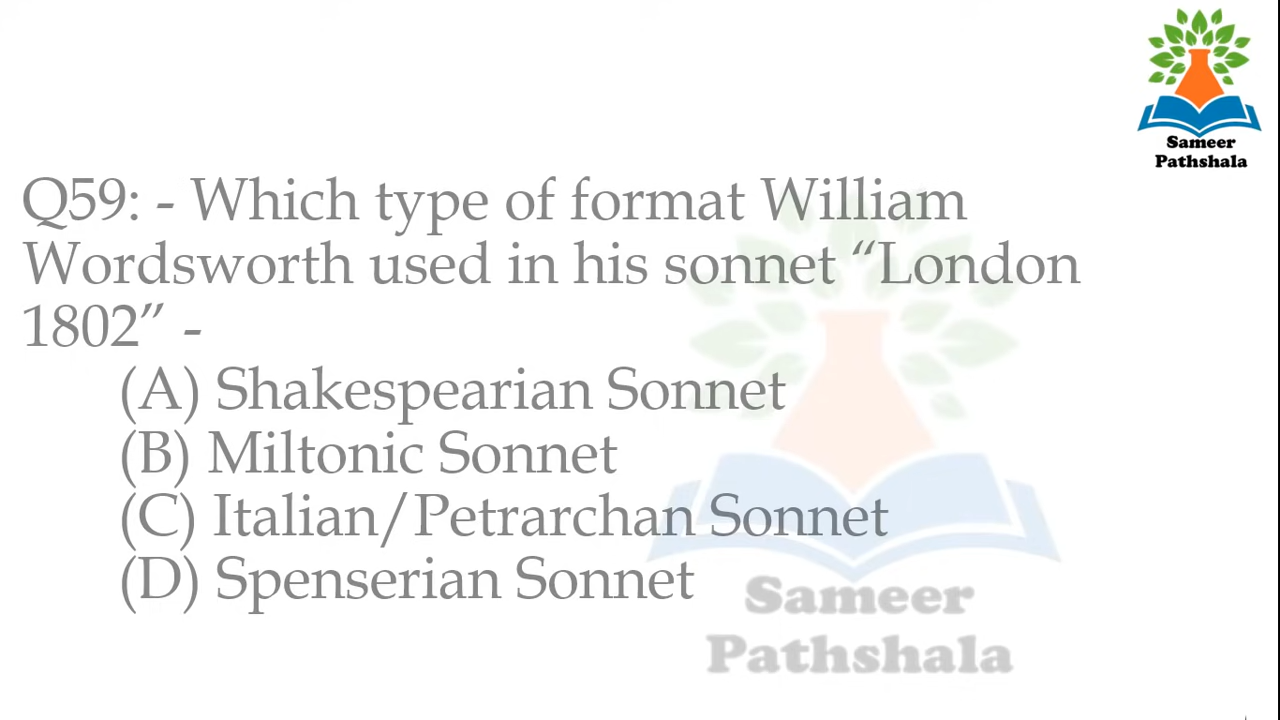 Sameer
Pathshala
Q59: - Which type of format William
Wordsworth used in his sonnet “London
1802” -
(A) Shakespearian Sonnet
(B) Miltonic Sonnet
(C) Italian/Petrarchan Sonnet
(D) Spenserian Sonnet
Sameer
Pathshala